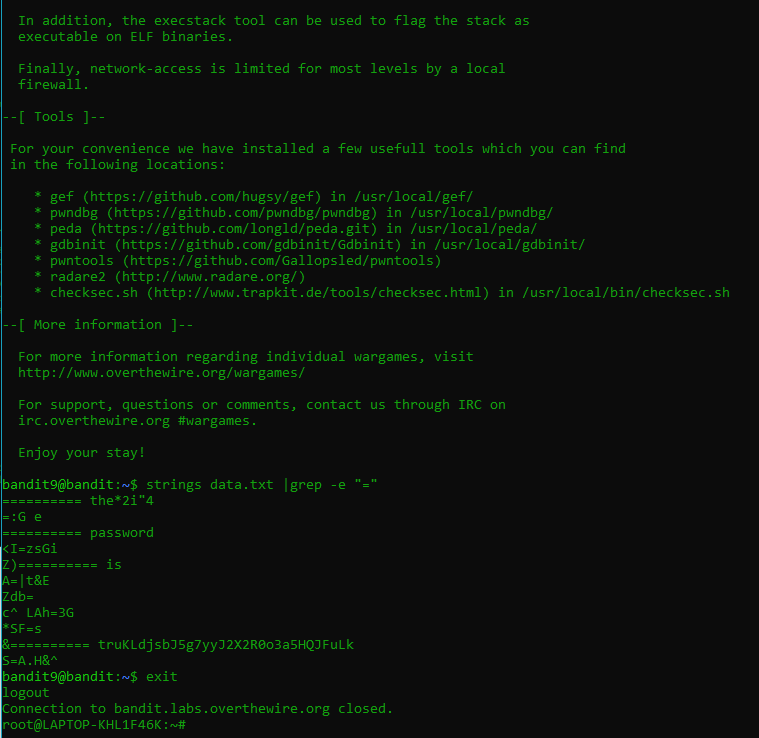 In addition, the execstack tool can be used to flag the stack as
executable on ELF binaries.
Finally, network-access is limited for most levels by a local
firewall.
--[ Tools ]--
For your convenience we have installed a few usefull tools which you can find
in the following locations:
* gef (https://github.com/hugsy/gef) in /usr/local/gef/
* pwndbg (https://github.com/pwndbg/pwndbg) in /usr/local/pwndbg/
* peda (https://github.com/longld/peda.git) in /usr/local/peda/
* gdbinit (https://github.com/gdbinit/Gdbinit) in /usr/local/gdbinit/
* pwntools (https://github.com/Gallopsled/pwntools)
* radare2 (http://www.radare.org/)
* checksec.sh (http://www.trapkit.de/tools/checksec.html) in /usr/local/bin/checksec.sh
--[ More information ]--
For more information regarding individual wargames, visit
http://www.overthewire.org/wargames/
For support, questions or comments, contact us through IRC on
irc.overthewire.org #wargames.
Enjoy your stay!
bandit9@bandit:~$ strings data.txt |grep -e "="
========== the*2i"4
=:G e
========== password
<I=zsGi
Z)========== is
A=|t&E
Zdb=
c^ LAh=3G
*SF=s
&========== truKLdjsbJ5g7yyJ2X2R0o3a5HQJFuLk
S=A.H&^
bandit9@bandit:~$ exit
logout
Connection to bandit.labs.overthewire.org closed.
root@LAPTOP-KHL1F46K:~#